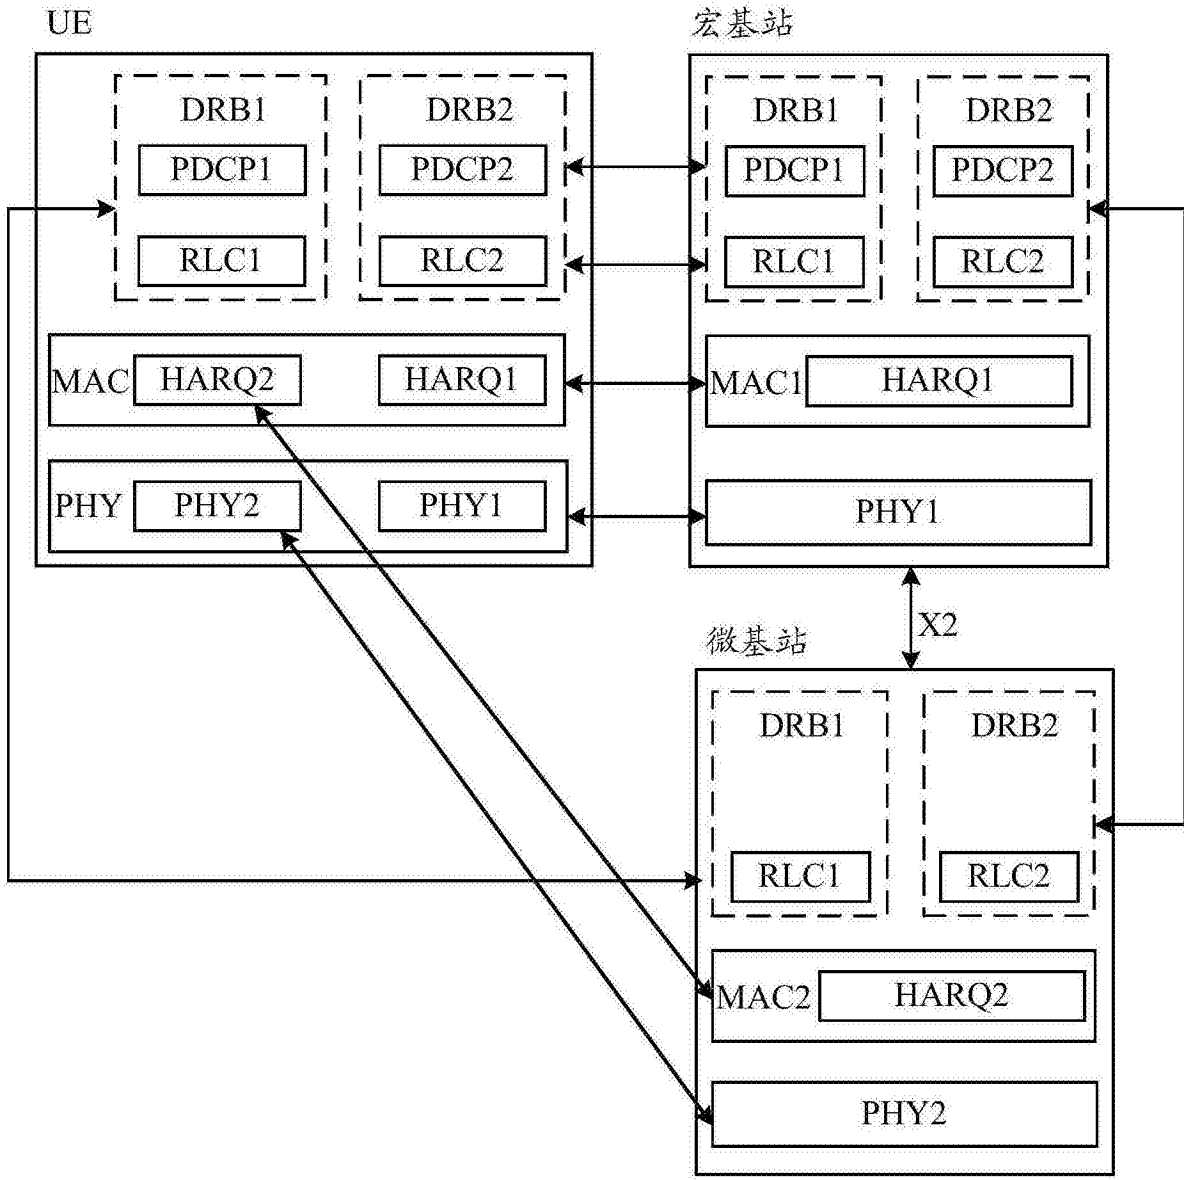 UE
DRB1 DRB2
PDCP1 PDCP2
RLC1 RLC2
MAC HARQ2 HARQ1
PHY PHY2 PHY1
宏基站
DRB1 DRB2
PDCP1 PDCP2
RLC1 RLC2
MAC1 HARQ1
PHY1
X2
微基站
DRB1 DRB2
RLC1 RLC2
MAC2 HARQ2
PHY2